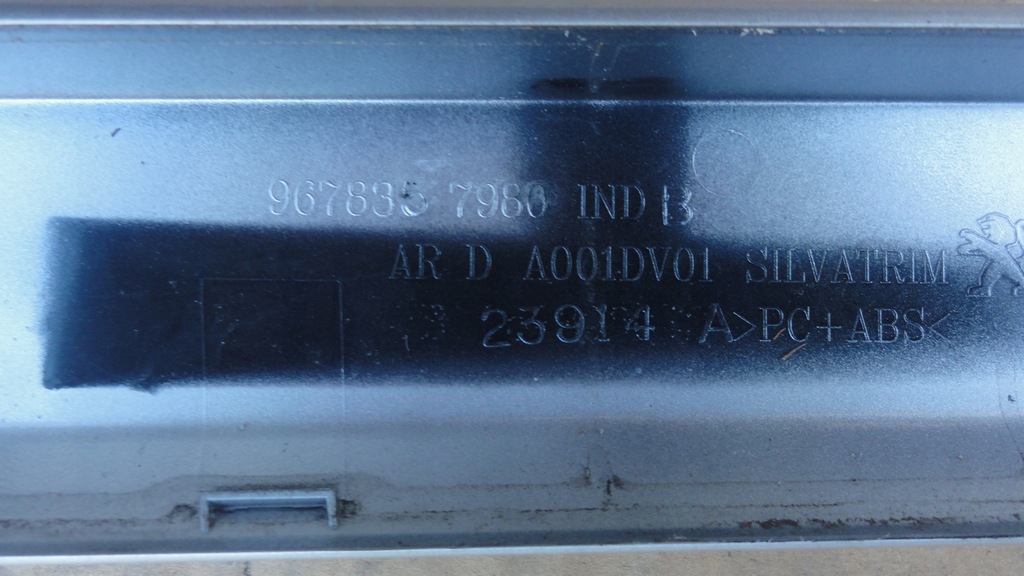 967835 7980 IND B
AR D A001DV01 SILVATRIM
23914 A >PC+ABS<